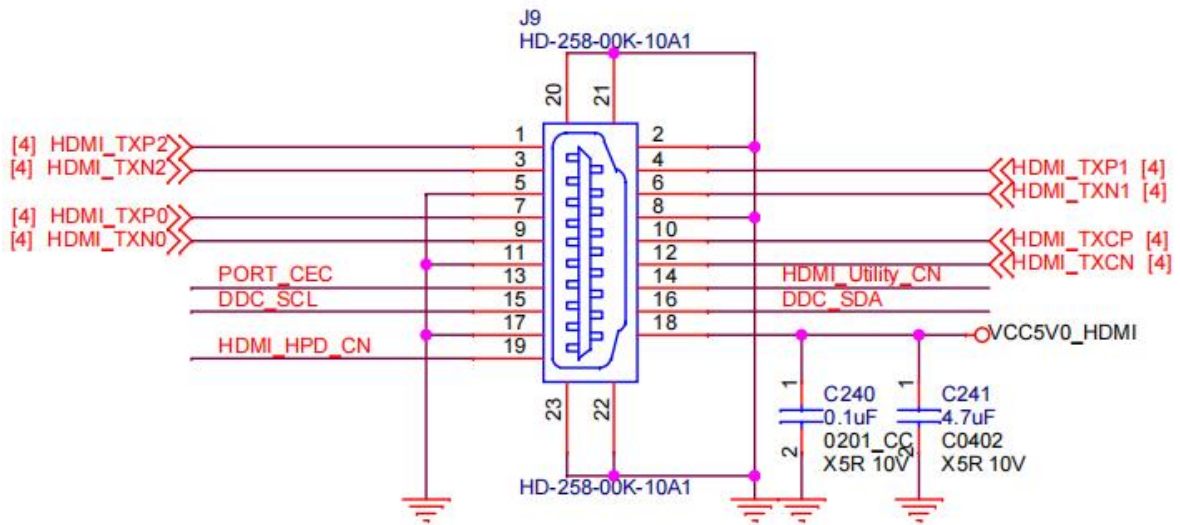 J9
HD-258-00K-10A1
20 21
1 2
[4] HDMI_TXP2
3 4
[4] HDMI_TXN2
HDMI_TXP1 [4]
5 6
HDMI_TXN1 [4]
7 8
[4] HDMI_TXP0
9 10
[4] HDMI_TXN0
HDMI_TXCP [4]
11 12
HDMI_TXCN [4]
PORT_CEC
13 14
HDMI_Utility_CN
DDC_SCL
15 16
DDC_SDA
17 18
VCC5V0_HDMI
HDMI_HPD_CN
19
23 22
1
C240
0.1uF
2
0201_CC
X5R 10V
1
C241
4.7uF
2
C0402
X5R 10V
HD-258-00K-10A1